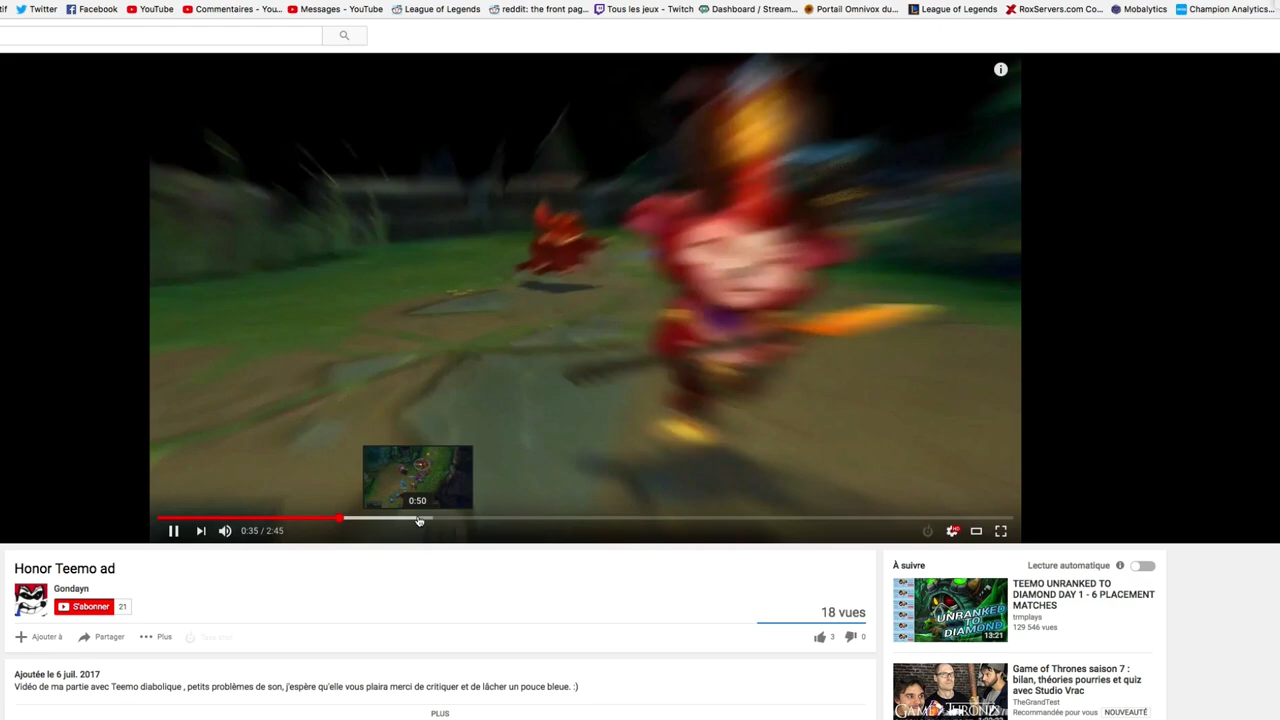 tif Twitter Facebook YouTube Commentaires - You... Messages - YouTube League of Legends reddit: the front pag... Tous les jeux - Twitch Dashboard / Stream... Portail Omnivox du... League of Legends RoxServers.com Co... Mobalytics Champion Analytics...
0:50
0:35 / 2:45
HD
Honor Teemo ad
Gondayn
S'abonner 21
18 vues
Ajouter à Partager Plus
3 0
Ajoutée le 6 juil. 2017
Vidéo de ma partie avec Teemo diabolique , petits problèmes de son, j'espère qu'elle vous plaira merci de critiquer et de lâcher un pouce bleue. :)
PLUS
À suivre
Lecture automatique
UNRANKED
TO
DIAMOND
13:21
TEEMO UNRANKED TO
DIAMOND DAY 1 - 6 PLACEMENT
MATCHES
trmplays
129 546 vues
Game of Thrones saison 7 :
bilan, théories pourries et quiz
avec Studio Vrac
TheGrandTest
Recommandée pour vous NOUVEAUTÉ